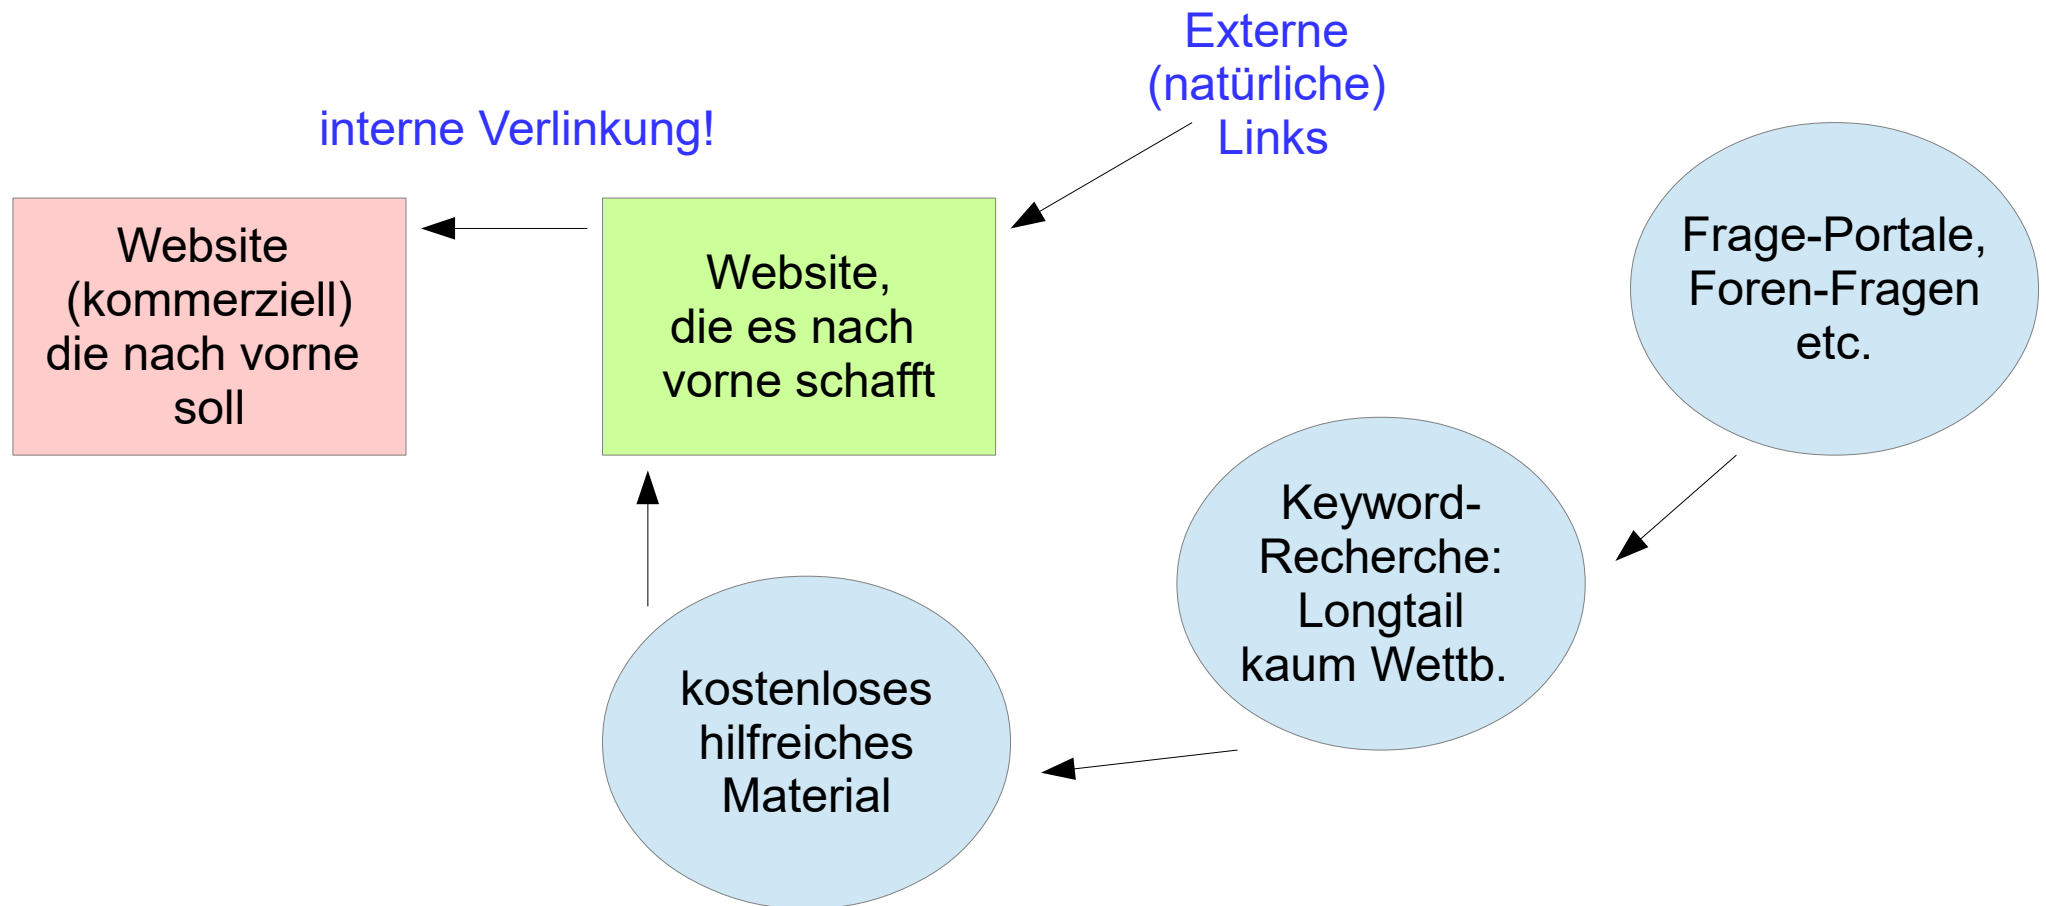 Externe
(natürliche)
Links
interne Verlinkung!
Website
(kommerziell)
die nach vorne
soll
Website,
die es nach
vorne schafft
Frage-Portale,
Foren-Fragen
etc.
Keyword-
Recherche:
Longtail
kaum Wettb.
kostenloses
hilfreiches
Material